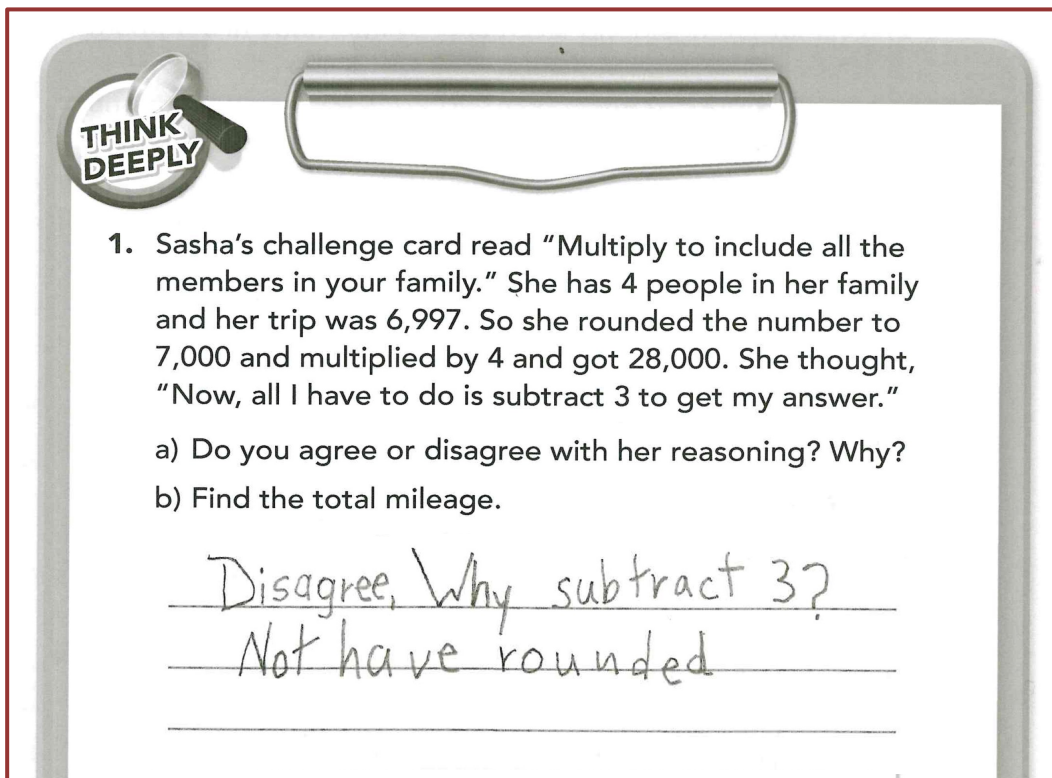 THINK
DEEPLY
1. Sasha's challenge card read “Multiply to include all the
members in your family.” She has 4 people in her family
and her trip was 6,997. So she rounded the number to
7,000 and multiplied by 4 and got 28,000. She thought,
“Now, all I have to do is subtract 3 to get my answer.”
a) Do you agree or disagree with her reasoning? Why?
b) Find the total mileage.
Disagree, Why subtract 3?
Not have rounded